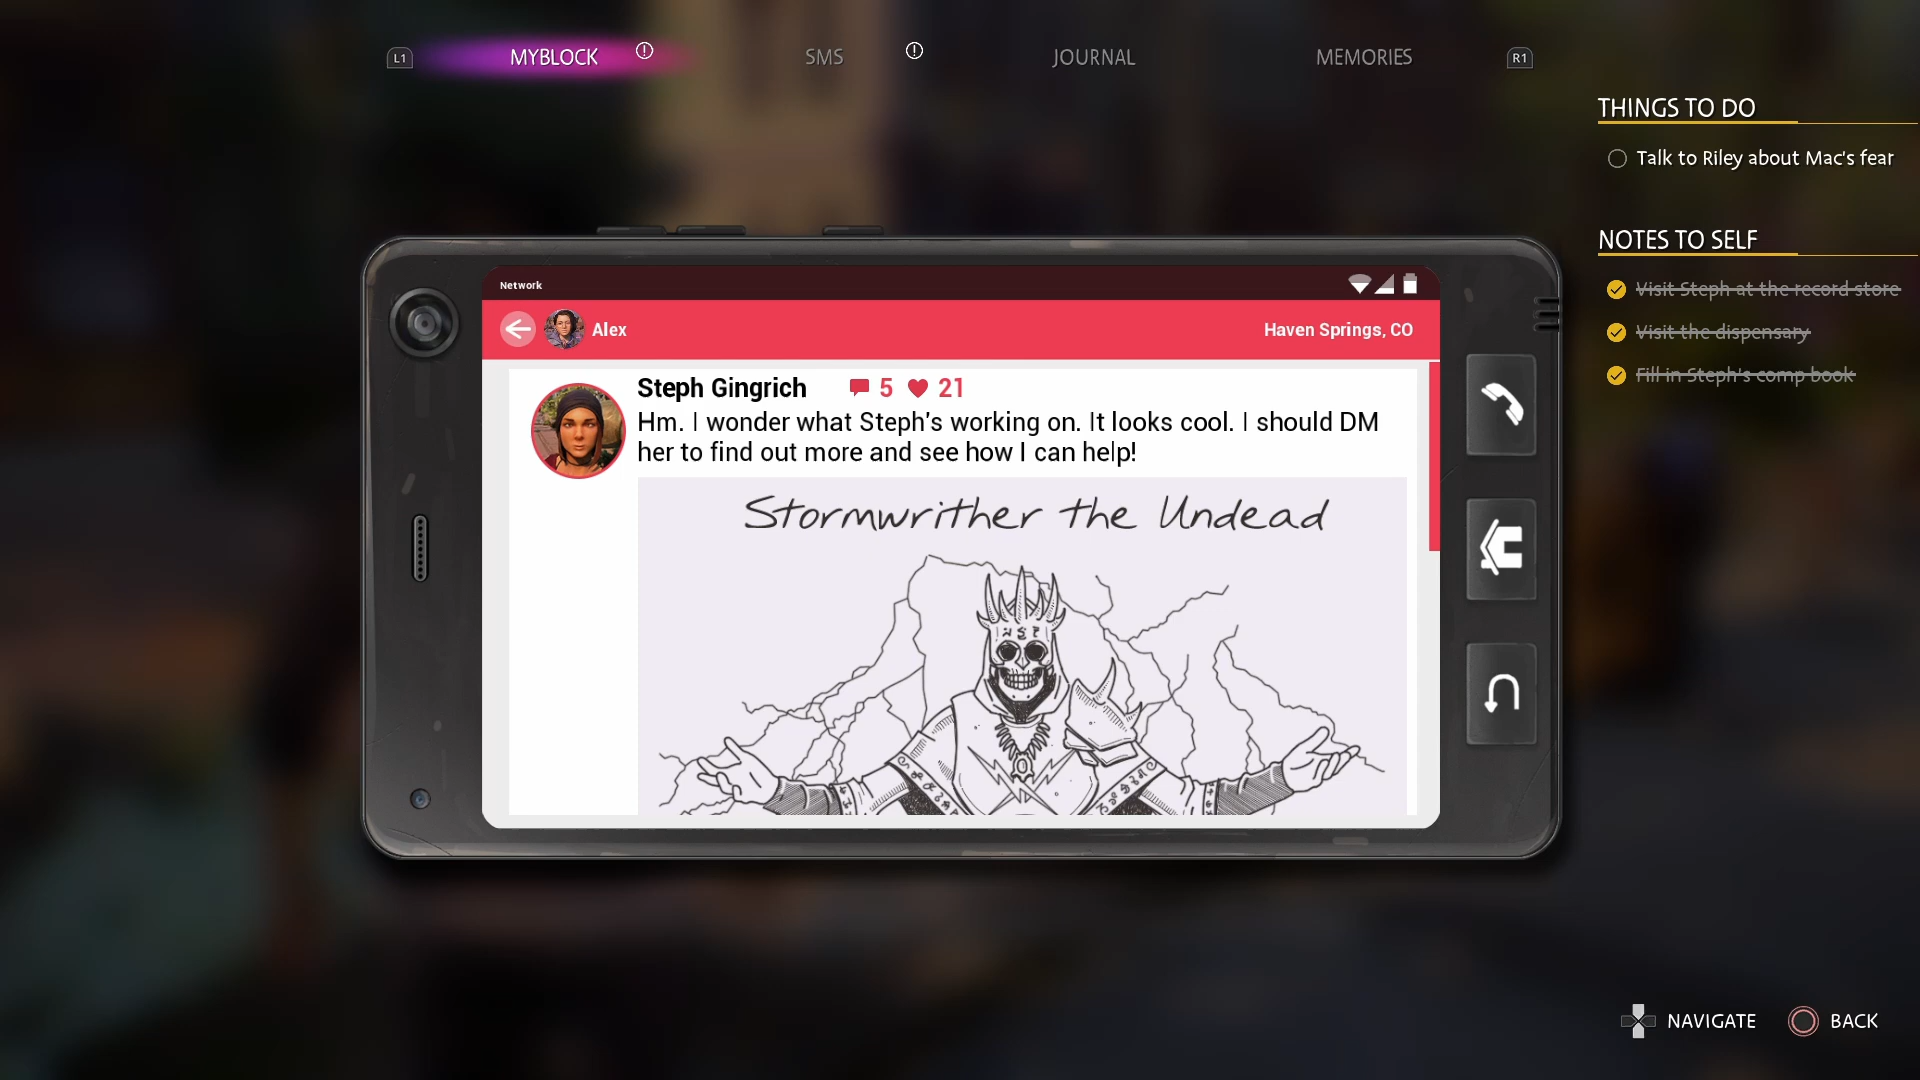 L1
MYBLOCK
SMS
JOURNAL
MEMORIES
R1
THINGS TO DO
Talk to Riley about Mac's fear
NOTES TO SELF
Visit Steph at the record store
Visit the dispensary
Fill in Steph's comp book
Network
Alex
Haven Springs, CO
Steph Gingrich 5 21
Hm. I wonder what Steph's working on. It looks cool. I should DM
her to find out more and see how I can help!
Stormwrither the Undead
NAVIGATE
BACK